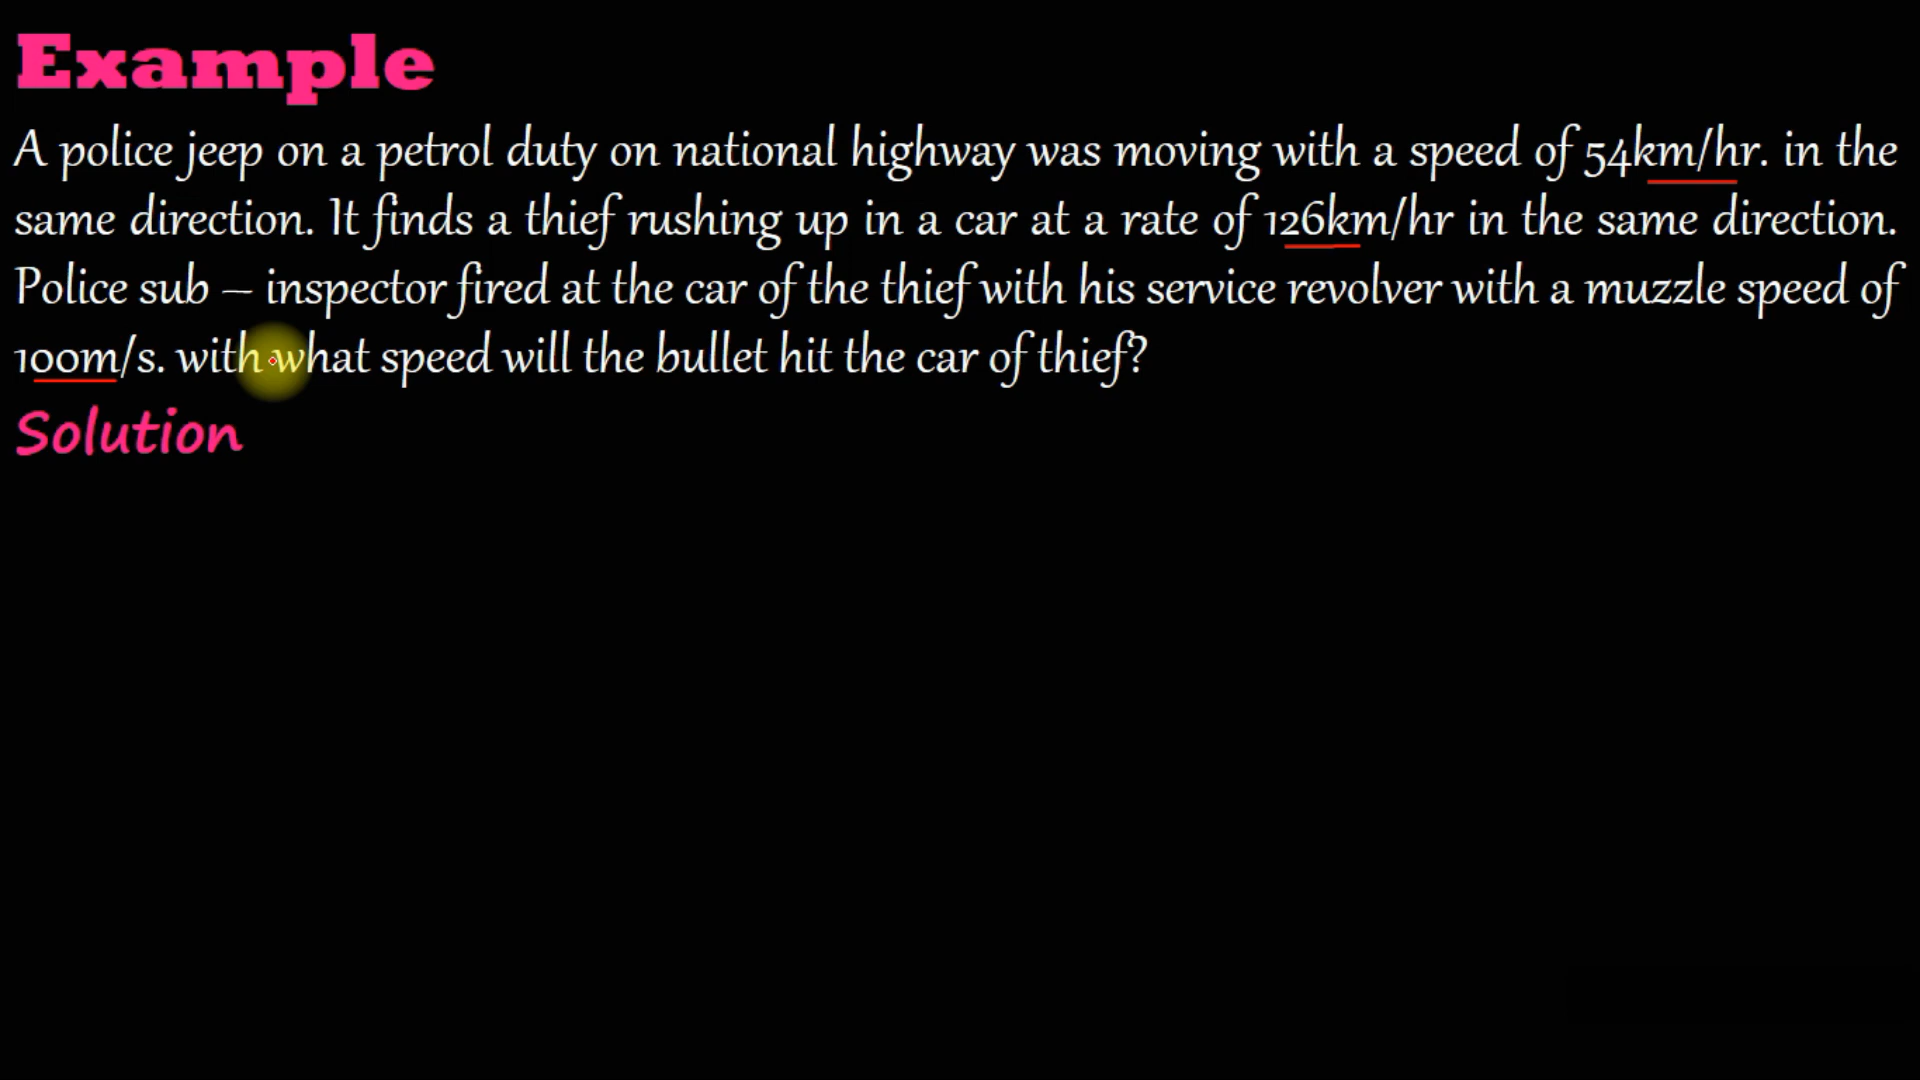 Example
A police jeep on a petrol duty on national highway was moving with a speed of 54km/hr. in the
same direction. It finds a thief rushing up in a car at a rate of 126km/hr in the same direction.
Police sub – inspector fired at the car of the thief with his service revolver with a muzzle speed of
100m/s. with what speed will the bullet hit the car of thief?
Solution